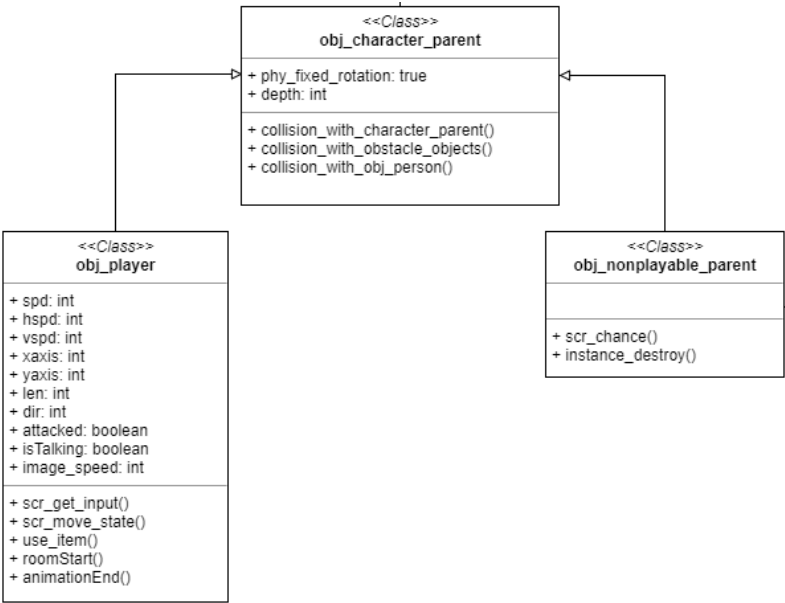 <<Class>>
obj_character_parent
+ phy_fixed_rotation: true
+ depth: int
+ collision_with_character_parent()
+ collision_with_obstacle_objects()
+ collision_with_obj_person()
<<Class>>
obj_player
+ spd: int
+ hspd: int
+ vspd: int
+ xaxis: int
+ yaxis: int
+ len: int
+ dir: int
+ attacked: boolean
+ isTalking: boolean
+ image_speed: int
+ scr_get_input()
+ scr_move_state()
+ use_item()
+ roomStart()
+ animationEnd()
<<Class>>
obj_nonplayable_parent
+ scr_chance()
+ instance_destroy()